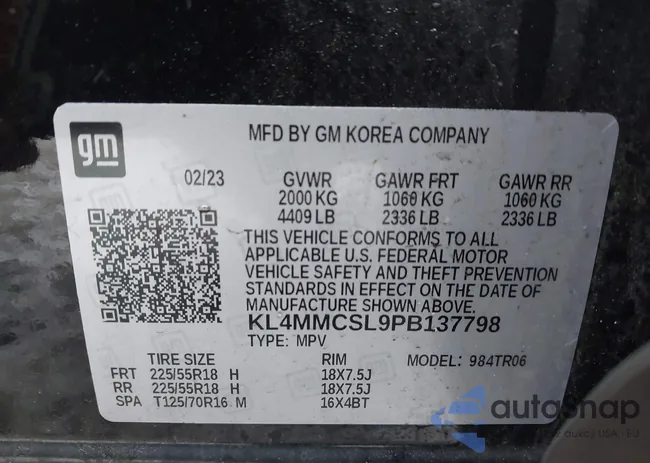 gm
MFD BY GM KOREA COMPANY
02/23 GVWR GAWR FRT GAWR RR
2000 KG 1060 KG 1060 KG
4409 LB 2336 LB 2336 LB
THIS VEHICLE CONFORMS TO ALL
APPLICABLE U.S. FEDERAL MOTOR
VEHICLE SAFETY AND THEFT PREVENTION
STANDARDS IN EFFECT ON THE DATE OF
MANUFACTURE SHOWN ABOVE.
KL4MMCSL9PB137798
TYPE: MPV
TIRE SIZE RIM MODEL: 984TR06
FRT 225/55R18 H 18X7.5J
RR 225/55R18 H 18X7.5J
SPA T125/70R16 M 16X4BT
autosnap
aukcji USA - EU